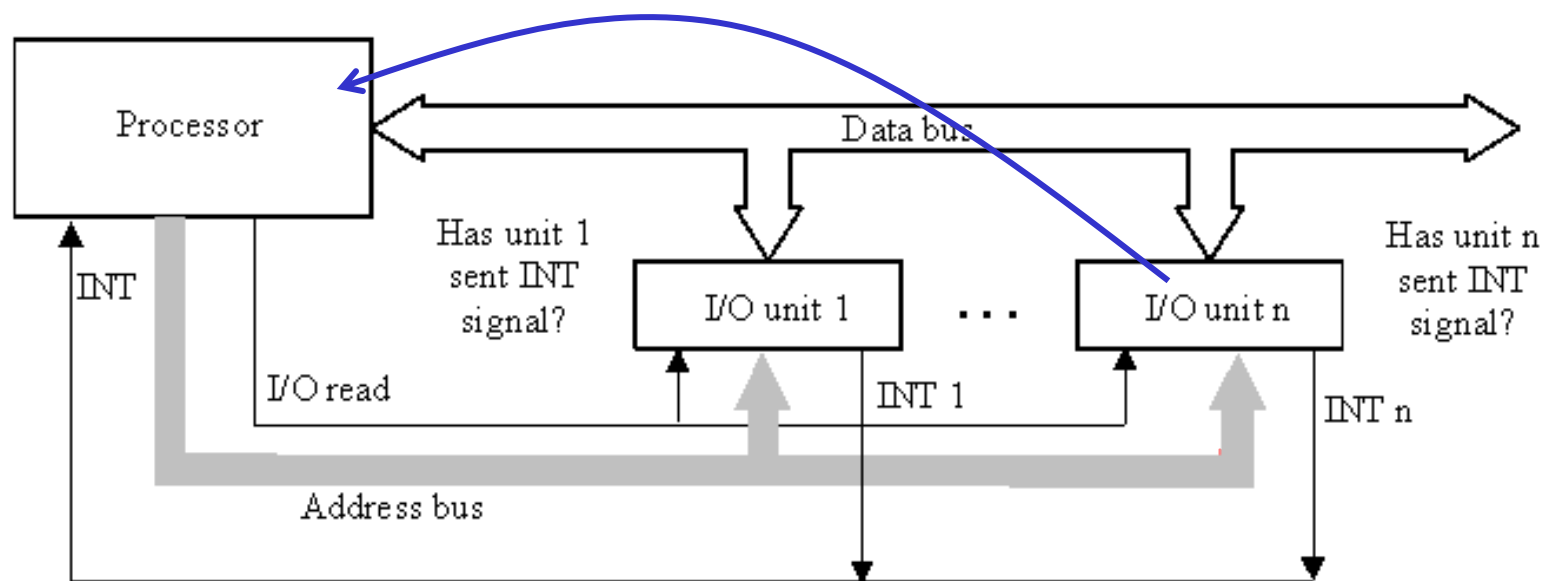 Processor
Data bus
Has unit 1
sent INT
signal?
Has unit n
sent INT
signal?
INT
I/O unit 1
...
I/O unit n
I/O read
INT 1
INT n
Address bus